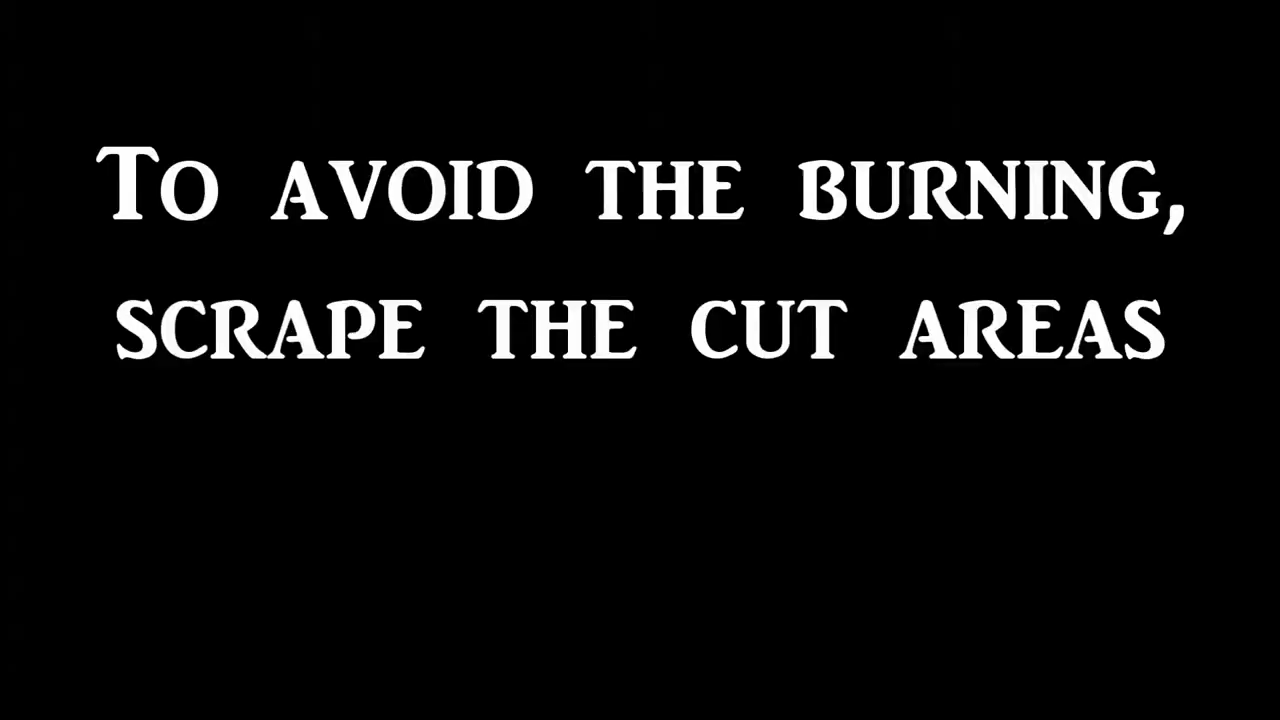 To avoid the burning,
scrape the cut areas